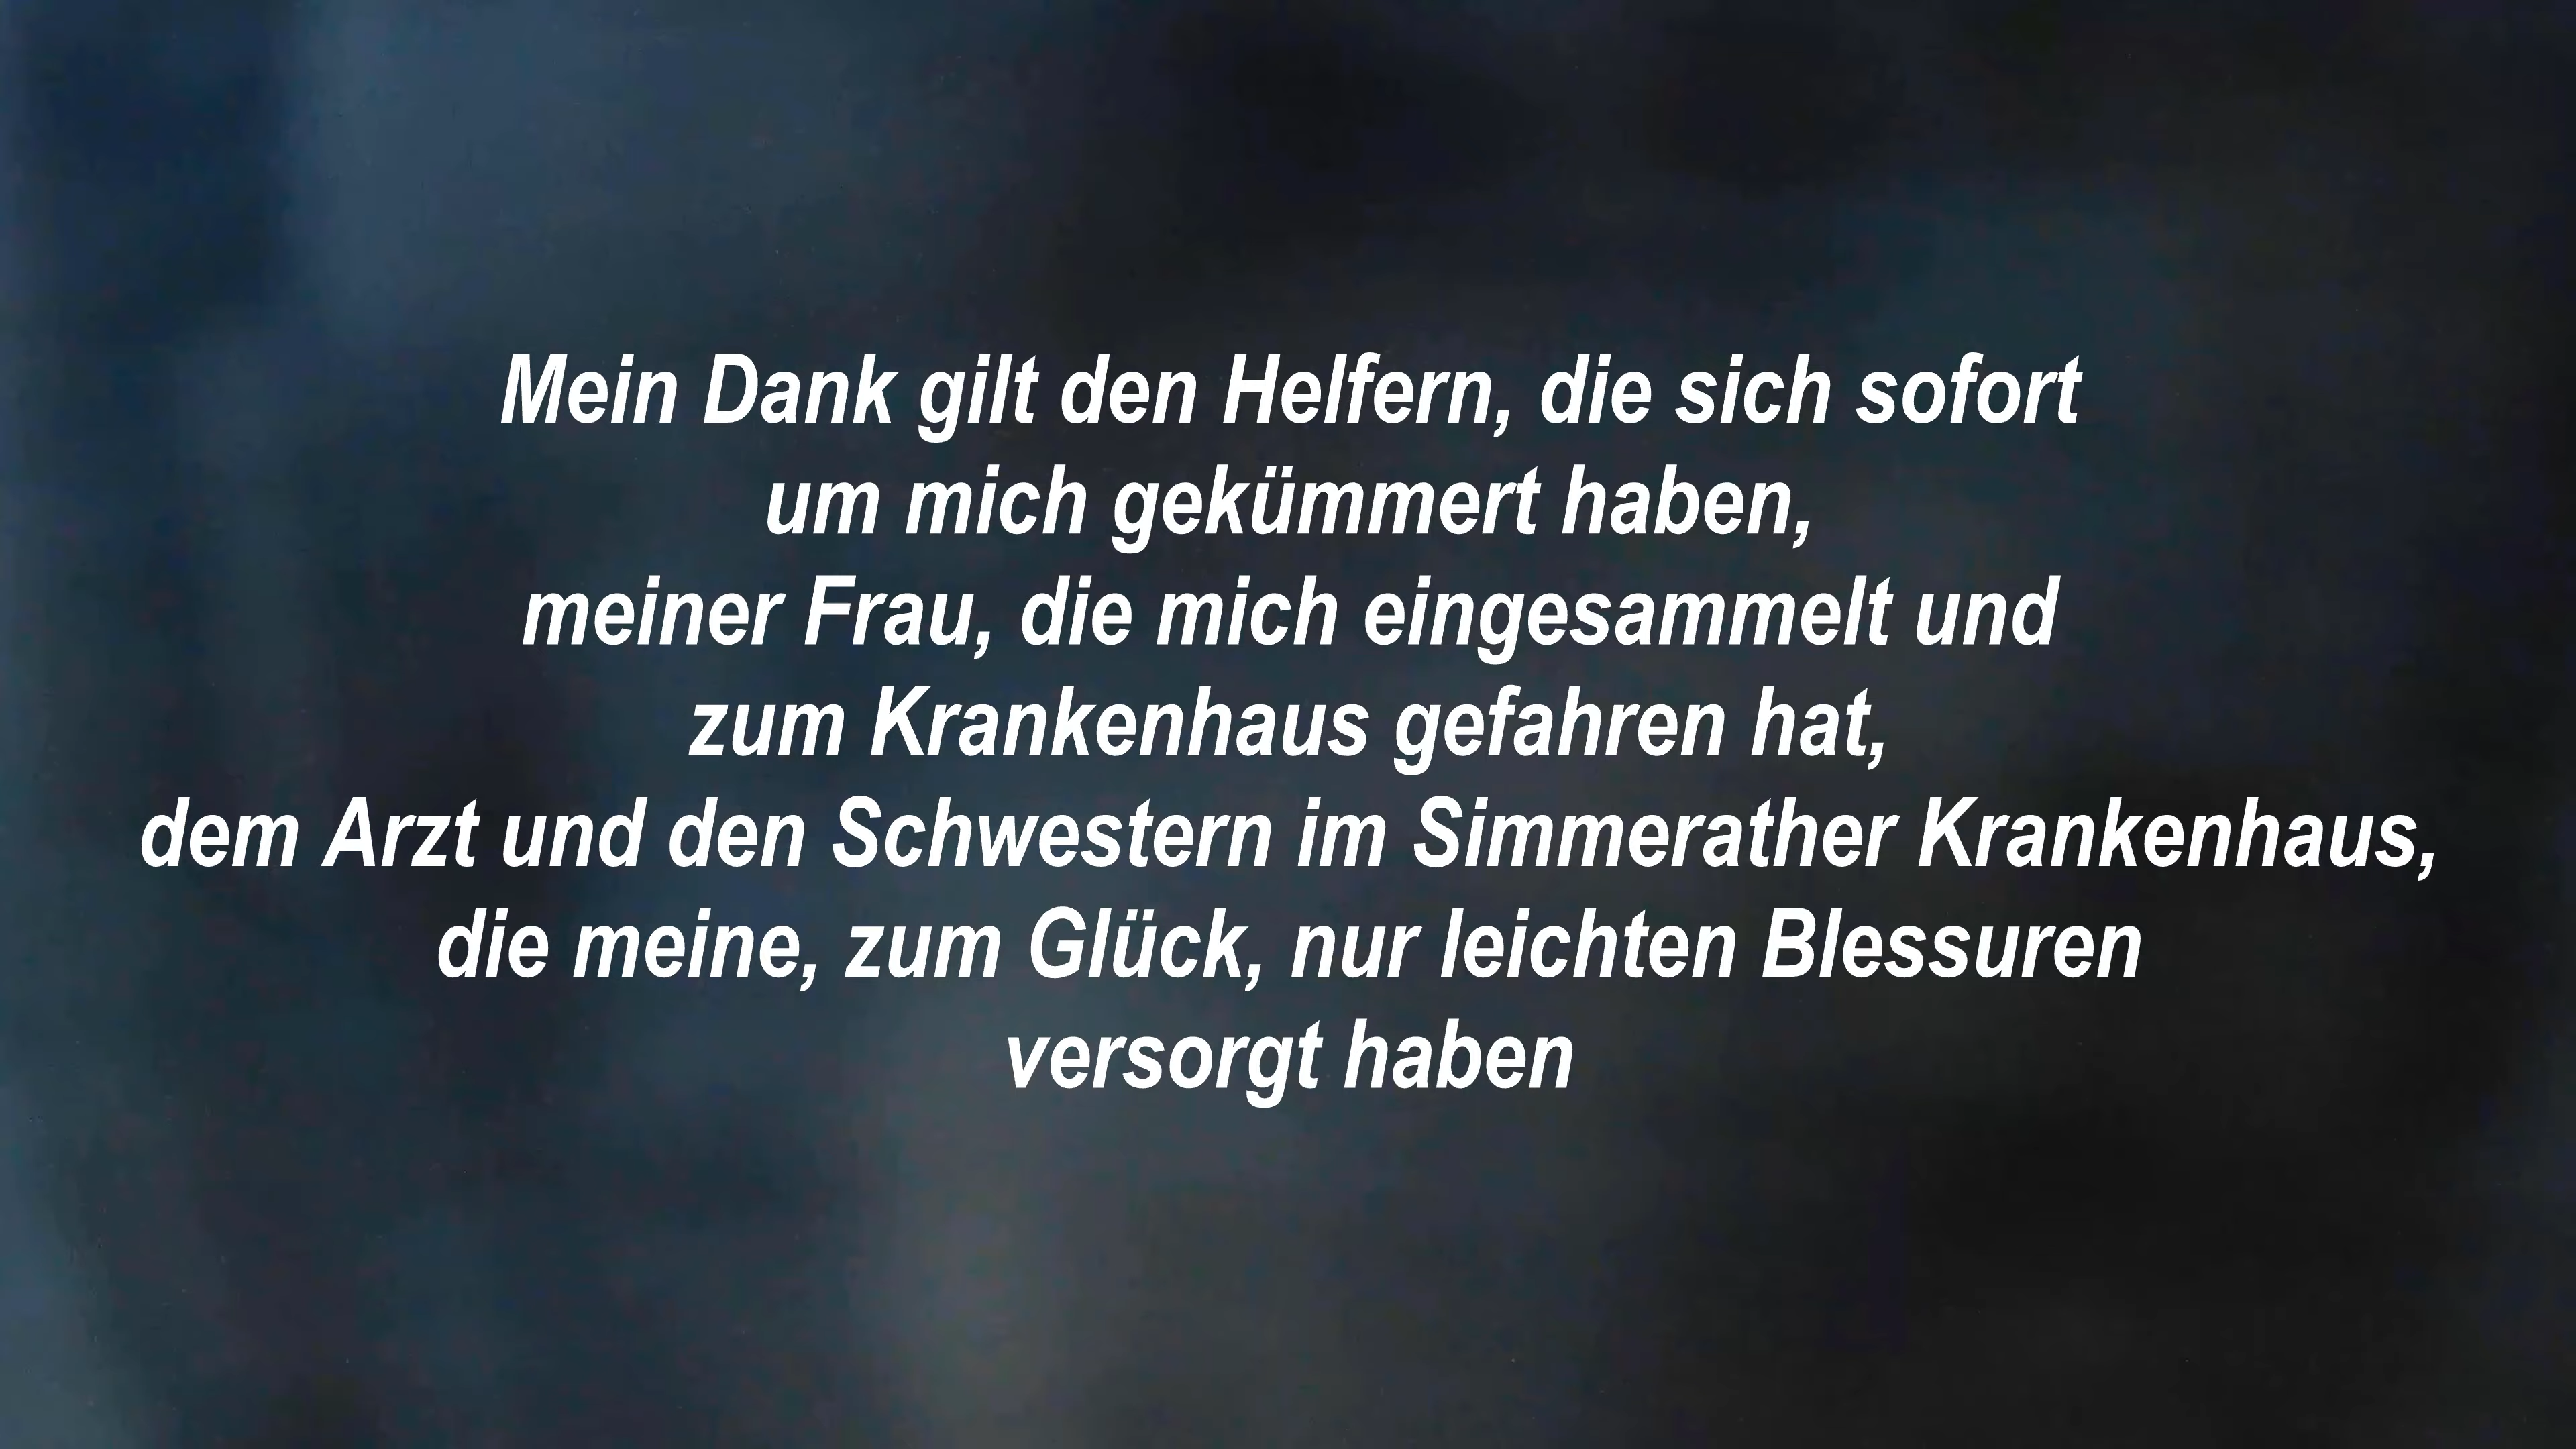 Mein Dank gilt den Helfern, die sich sofort
um mich gekümmert haben,
meiner Frau, die mich eingesammelt und
zum Krankenhaus gefahren hat,
dem Arzt und den Schwestern im Simmerather Krankenhaus,
die meine, zum Glück, nur leichten Blessuren
versorgt haben